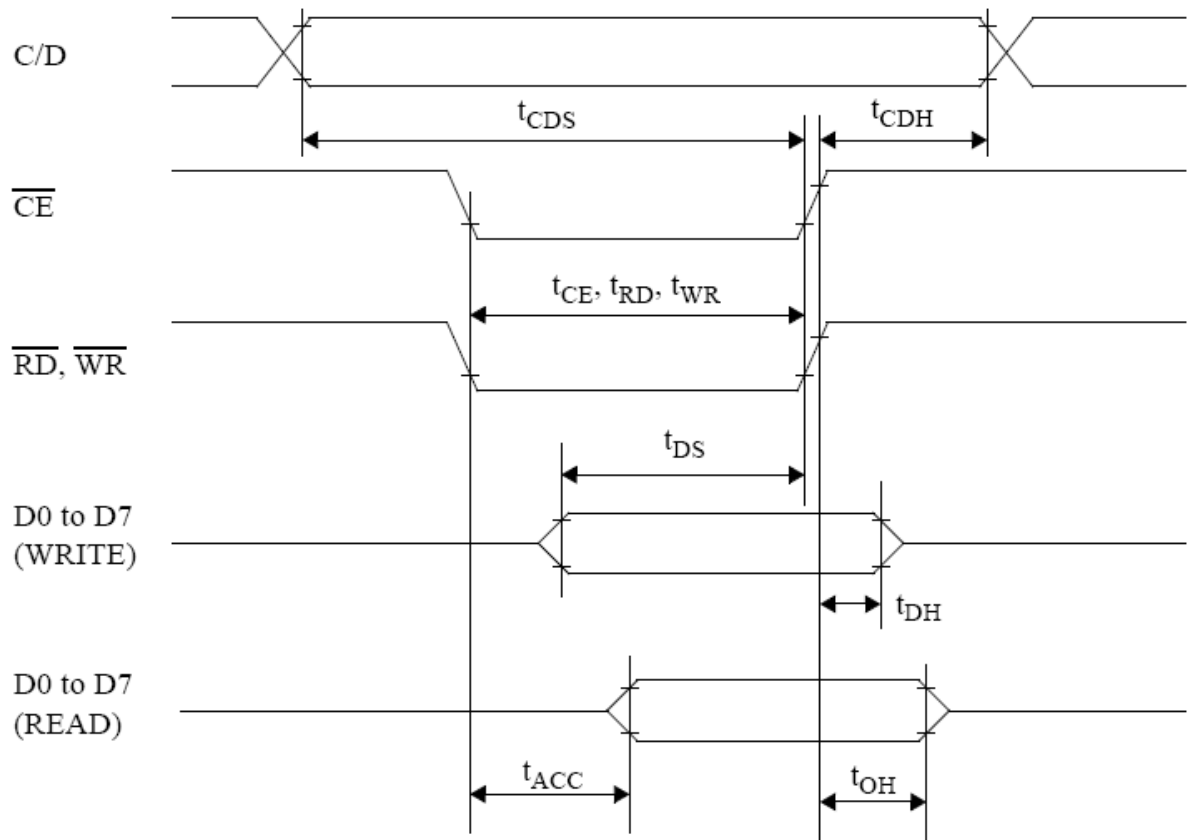 C/D
tCDS
tCDH
CE
tCE, tRD, tWR
RD, WR
tDS
D0 to D7
(WRITE)
tDH
D0 to D7
(READ)
tACC
tOH